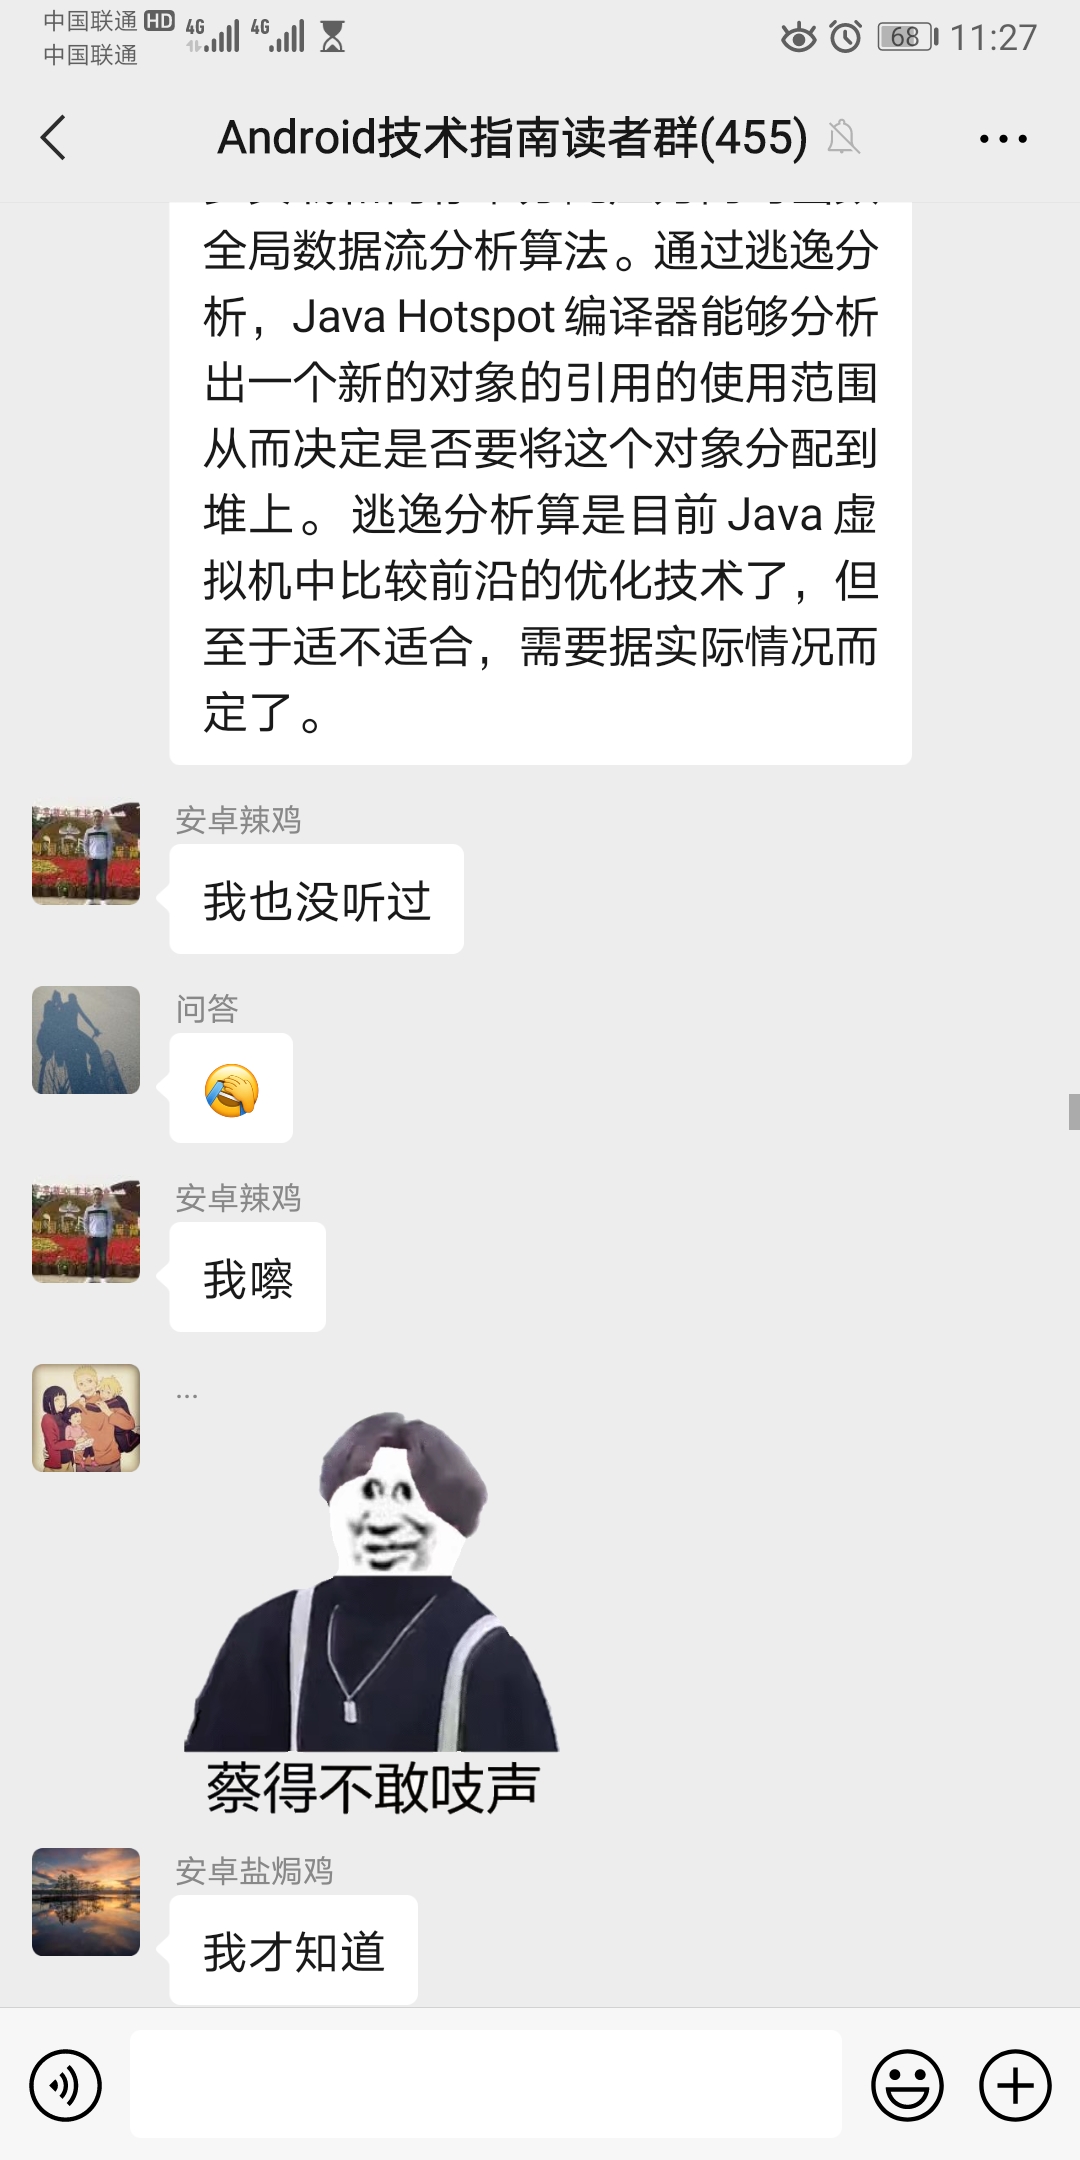 中国联通 HD 4G 4G 68 11:27
中国联通
Android技术指南读者群(455)
全局数据流分析算法。通过逃逸分
析，Java Hotspot 编译器能够分析
出一个新的对象的引用的使用范围
从而决定是否要将这个对象分配到
堆上。 逃逸分析算是目前 Java 虚
拟机中比较前沿的优化技术了，但
至于适不适合，需要据实际情况而
定了。
安卓辣鸡
我也没听过
问答
安卓辣鸡
我嚓
...
蔡得不敢吱声
安卓盐焗鸡
我才知道